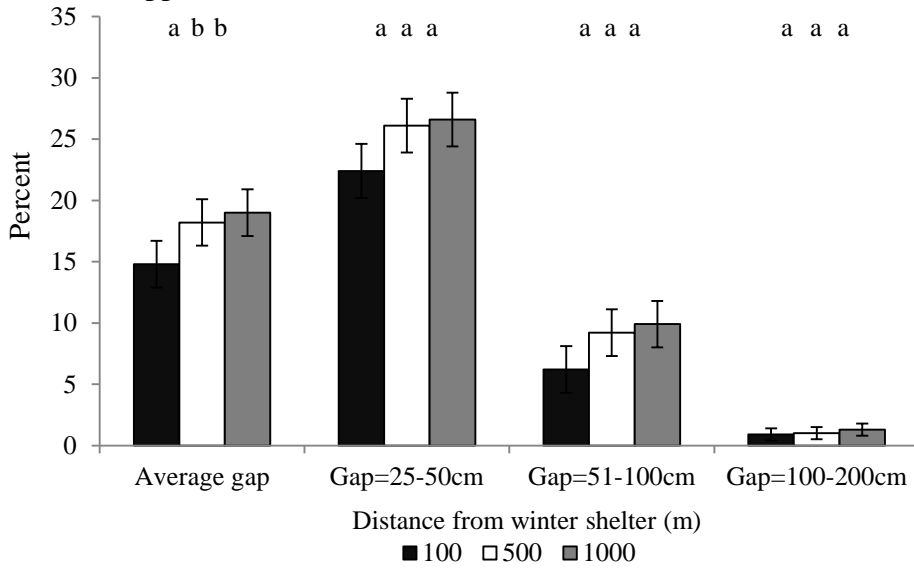 35
a b b a a a a a a a a a
30
25
20
15
10
5
0
Percent
Average gap Gap=25-50cm Gap=51-100cm Gap=100-200cm
Distance from winter shelter (m)
100 500 1000